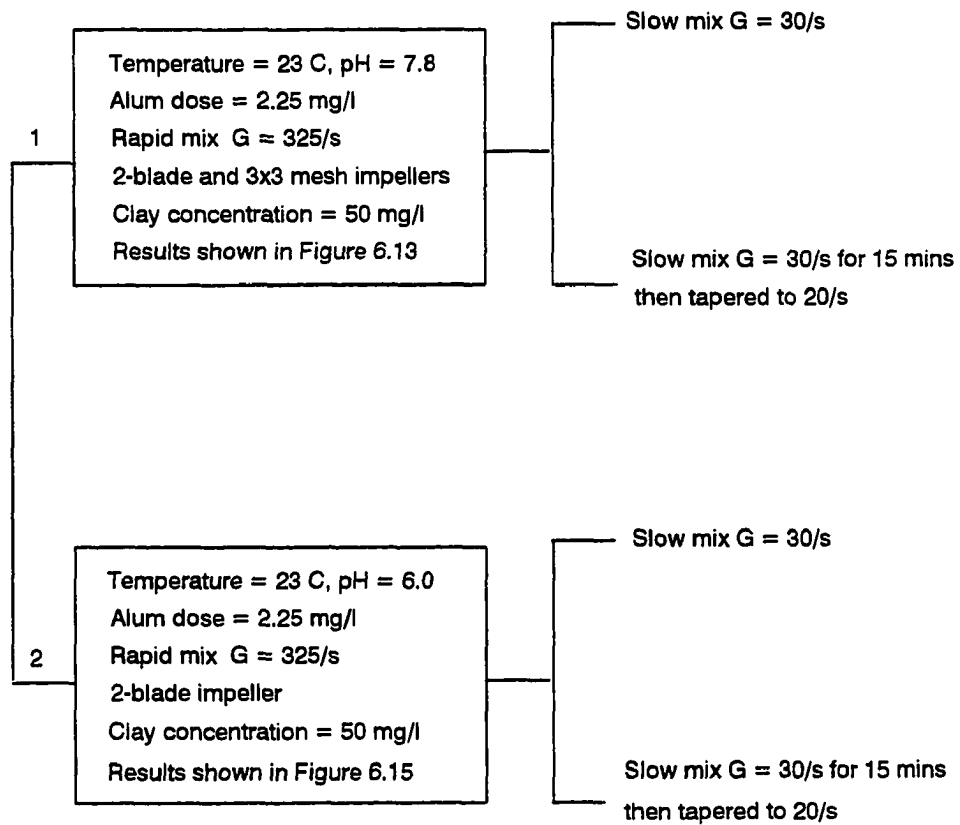 Slow mix G = 30/s
Temperature = 23 C, pH = 7.8
Alum dose = 2.25 mg/l
1
Rapid mix G = 325/s
2-blade and 3x3 mesh impellers
Clay concentration = 50 mg/l
Results shown in Figure 6.13
Slow mix G = 30/s for 15 mins
then tapered to 20/s
Slow mix G = 30/s
Temperature = 23 C, pH = 6.0
Alum dose = 2.25 mg/l
2
Rapid mix G = 325/s
2-blade impeller
Clay concentration = 50 mg/l
Results shown in Figure 6.15
Slow mix G = 30/s for 15 mins
then tapered to 20/s